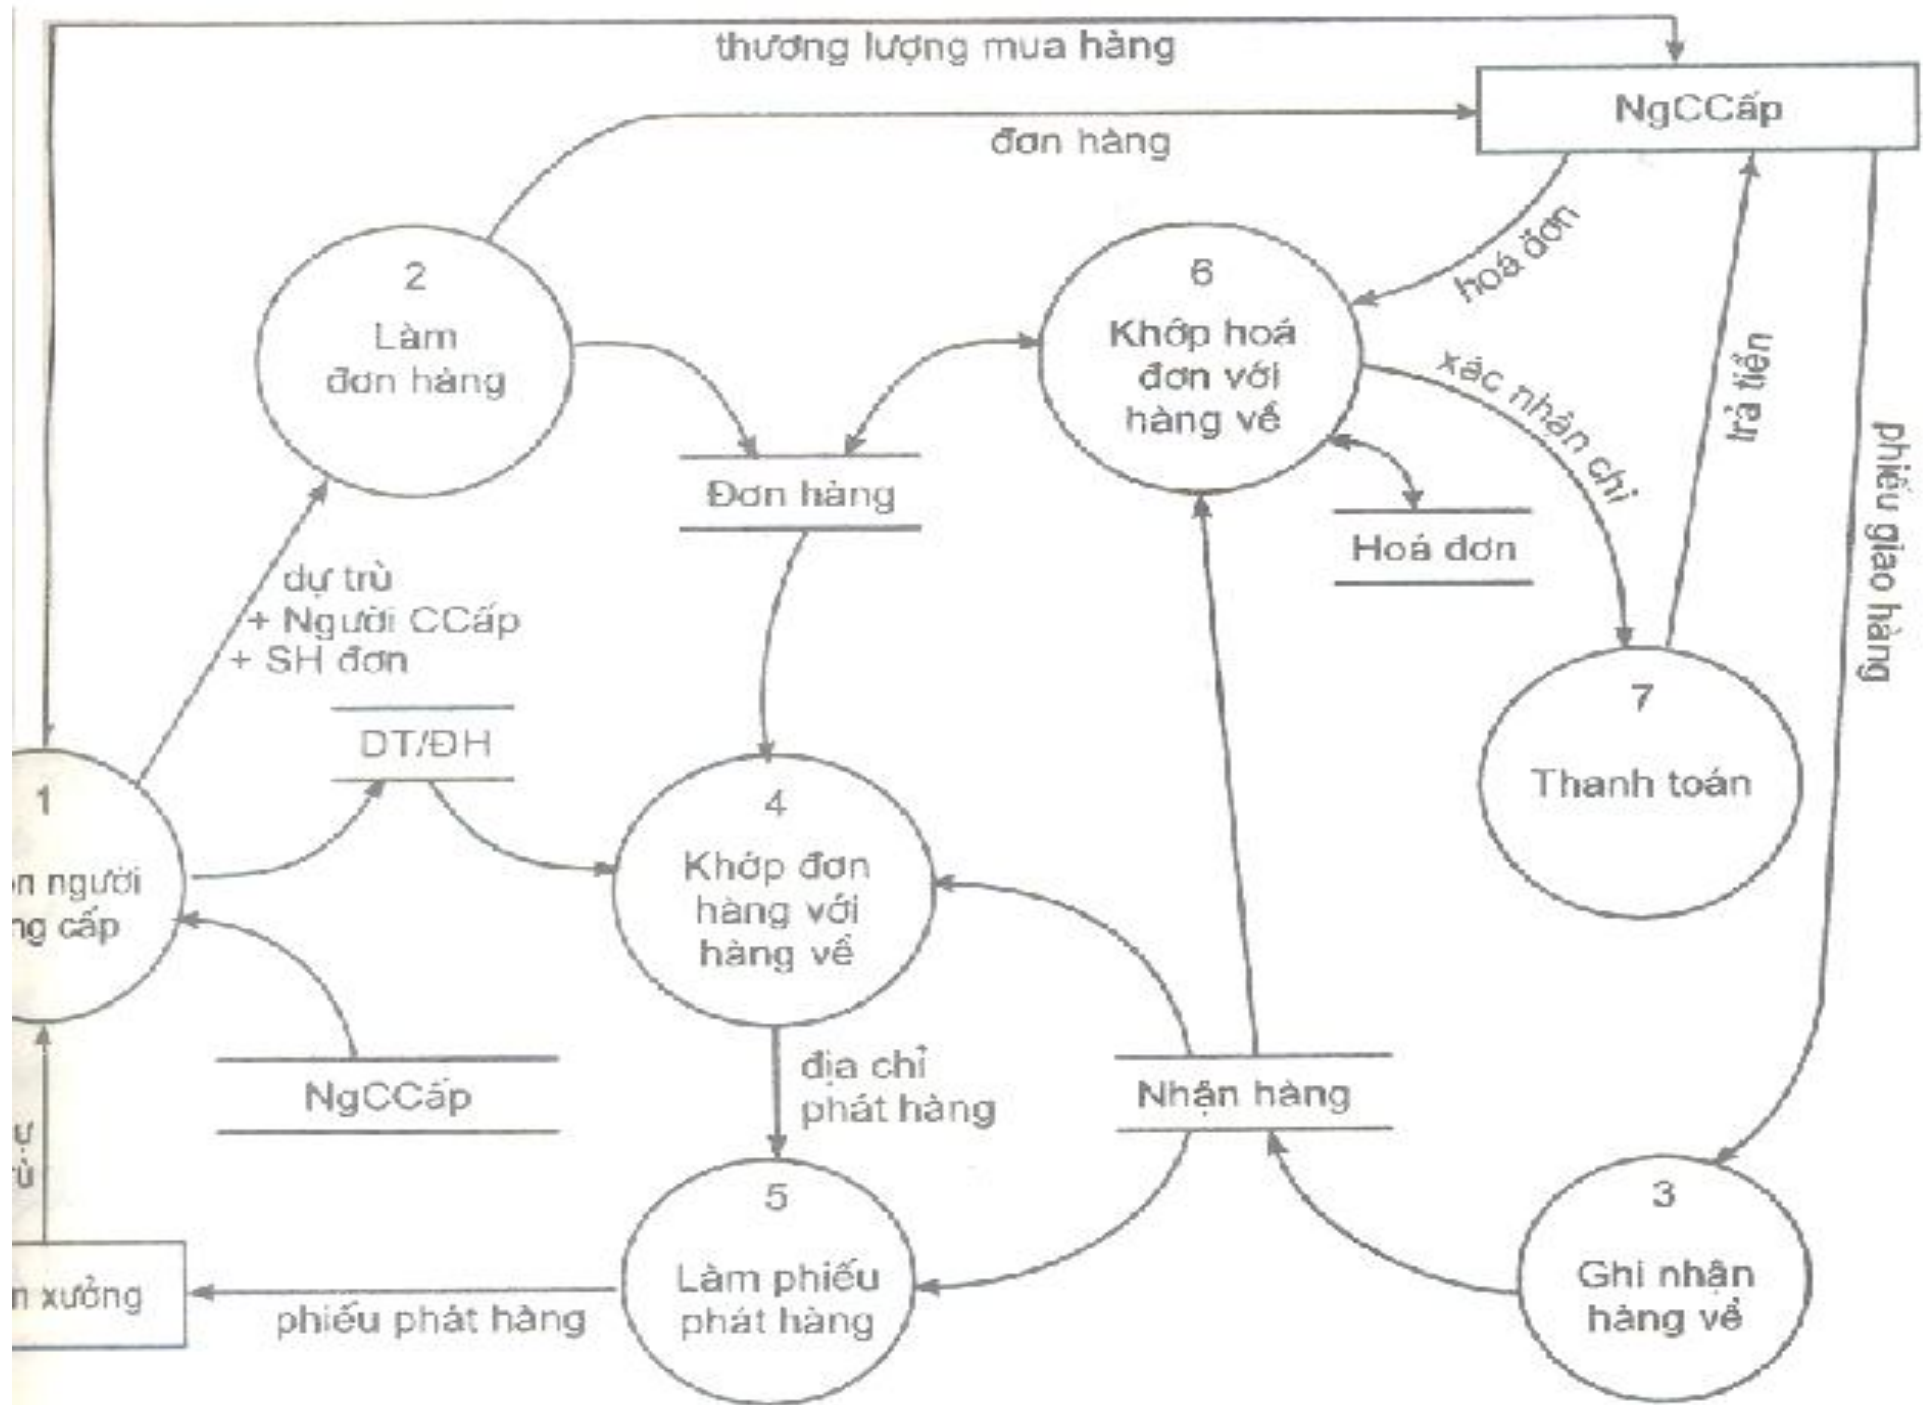 thương lượng mua hàng
NgCCấp
đơn hàng
hoá đơn
2
Làm
đơn hàng
6
Khớp hoá
đơn với
hàng về
xác nhận chi
trả tiền
phiếu giao hàng
Đơn hàng
Hoá đơn
dự trù
+ Người CCấp
+ SH đơn
DT/ĐH
7
Thanh toán
1
người
cấp
4
Khớp đơn
hàng với
hàng về
NgCCấp
địa chỉ
phát hàng
Nhận hàng
5
Làm phiếu
phát hàng
3
Ghi nhận
hàng về
xưởng
phiếu phát hàng